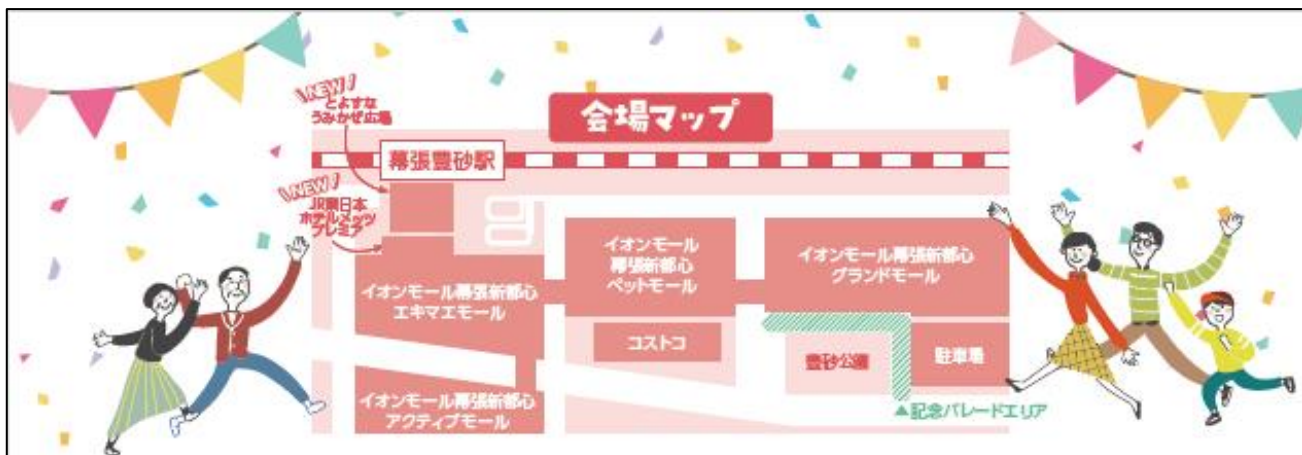 会場マップ
NEW!
とよすな
うみかぜ広場
幕張豊砂駅
NEW!
JR東日本
ホテルメッツ
プレミア
イオンモール幕張新都心
エキマエモール
イオンモール
幕張新都心
ペットモール
イオンモール幕張新都心
グランドモール
コストコ
豊砂公園
駐車場
イオンモール幕張新都心
アクティブモール
▲記念パレードエリア